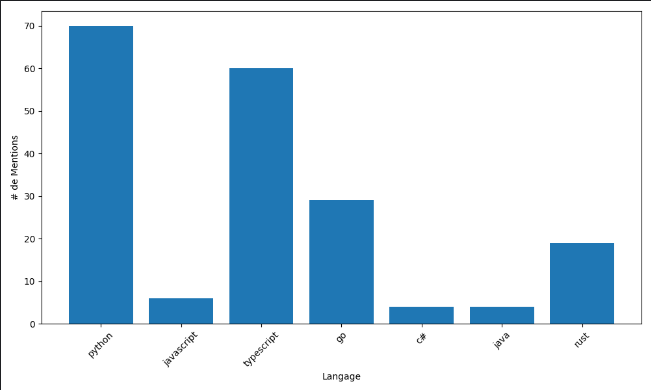 # de Mentions
70
60
50
40
30
20
10
0
python
javascript
typescript
go
c#
java
rust
Langage